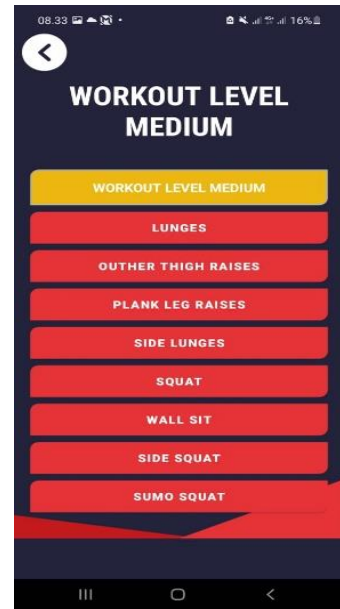 08.33
16%
WORKOUT LEVEL
MEDIUM
WORKOUT LEVEL MEDIUM
LUNGES
OUTHER THIGH RAISES
PLANK LEG RAISES
SIDE LUNGES
SQUAT
WALL SIT
SIDE SQUAT
SUMO SQUAT